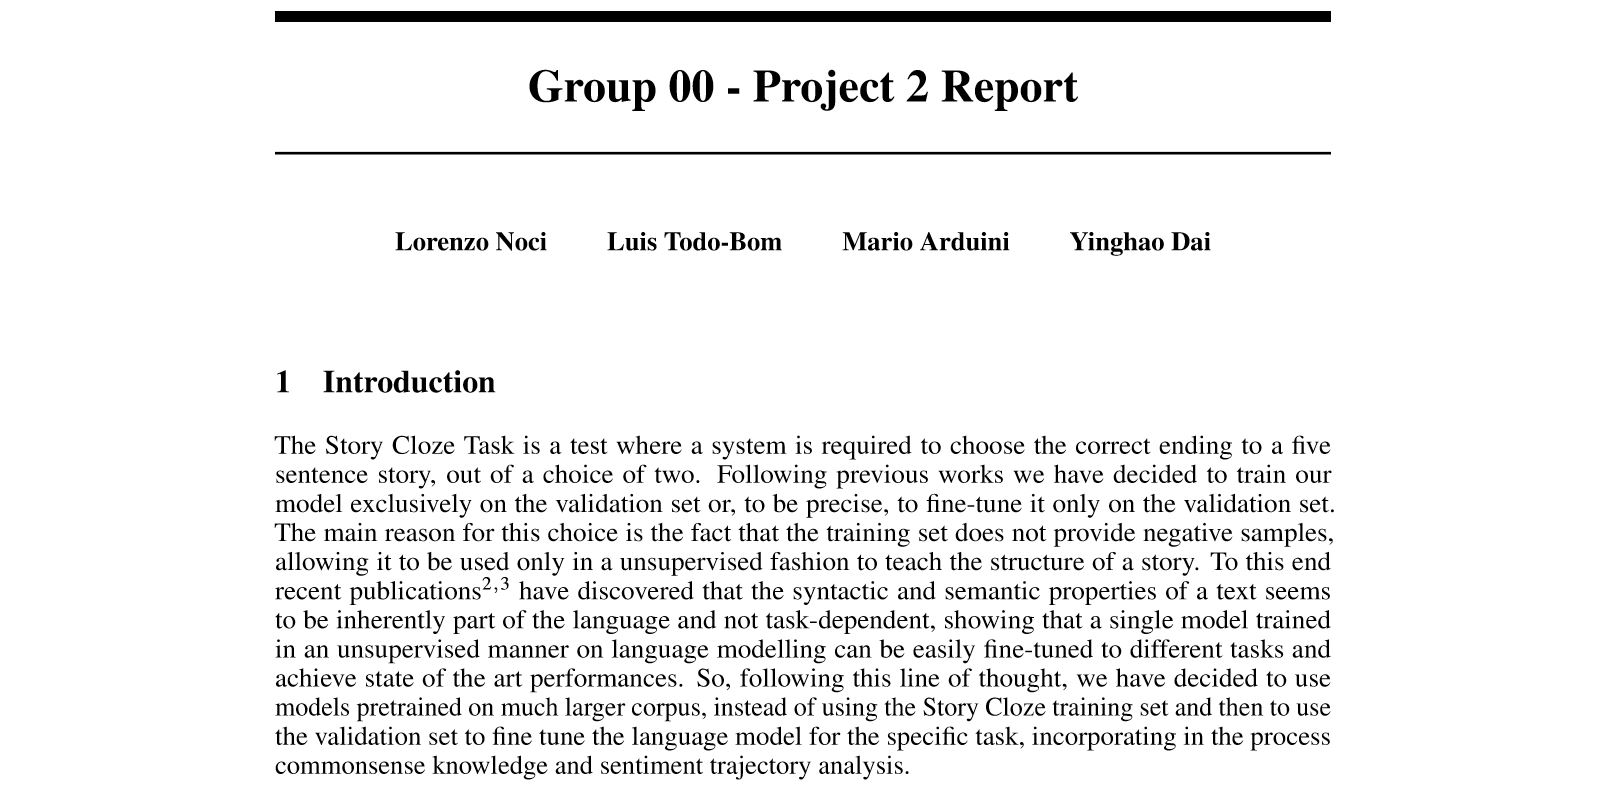 Group 00 - Project 2 Report
Lorenzo Noci Luis Todo-Bom Mario Arduini Yinghao Dai
1 Introduction
The Story Cloze Task is a test where a system is required to choose the correct ending to a five
sentence story, out of a choice of two. Following previous works we have decided to train our
model exclusively on the validation set or, to be precise, to fine-tune it only on the validation set.
The main reason for this choice is the fact that the training set does not provide negative samples,
allowing it to be used only in a unsupervised fashion to teach the structure of a story. To this end
recent publications2,3 have discovered that the syntactic and semantic properties of a text seems
to be inherently part of the language and not task-dependent, showing that a single model trained
in an unsupervised manner on language modelling can be easily fine-tuned to different tasks and
achieve state of the art performances. So, following this line of thought, we have decided to use
models pretrained on much larger corpus, instead of using the Story Cloze training set and then to use
the validation set to fine tune the language model for the specific task, incorporating in the process
commonsense knowledge and sentiment trajectory analysis.